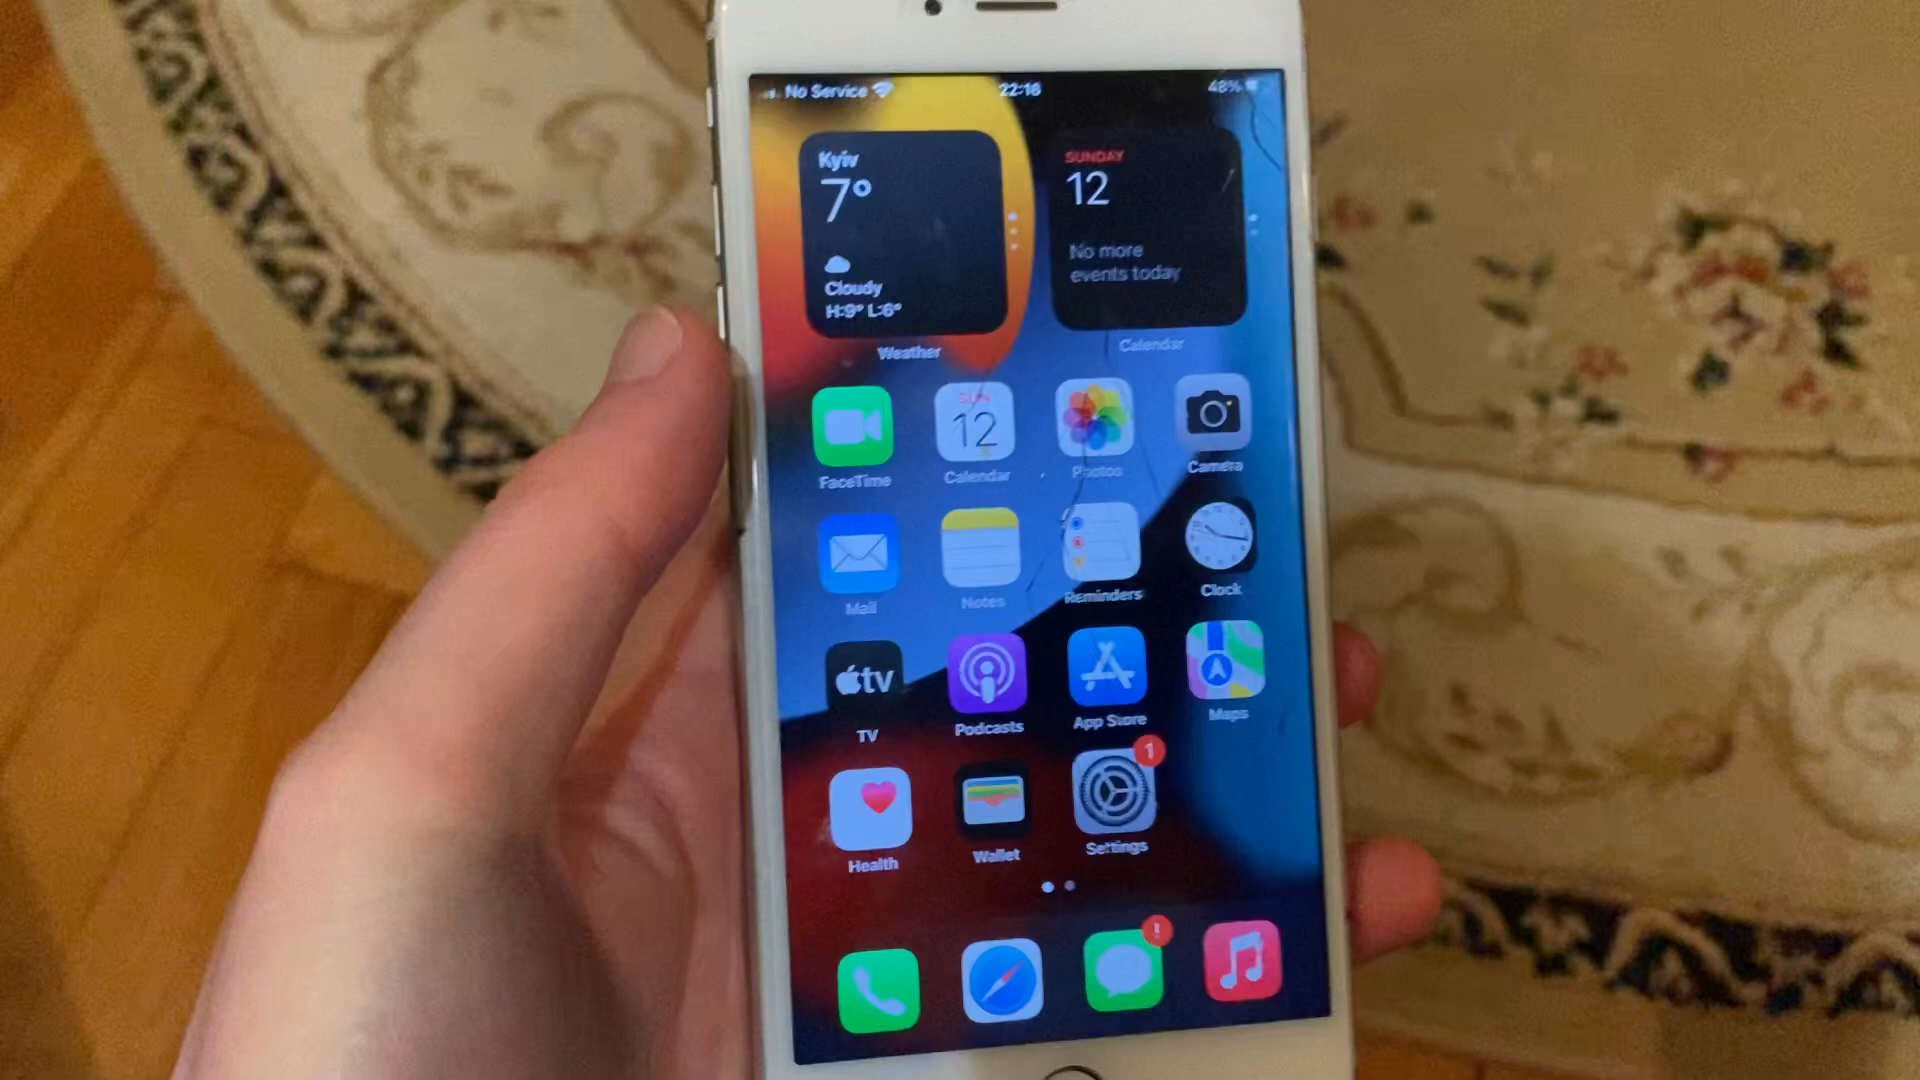 No Service 22:16 48%
Kyiv
7°
Cloudy
H:9° L:6°
Weather
SUNDAY
12
No more
events today
Calendar
SUN
12
FaceTime Calendar Photos Camera
Mail Notes Reminders Clock
tv
TV Podcasts App Store Maps
1
Health Wallet Settings
!